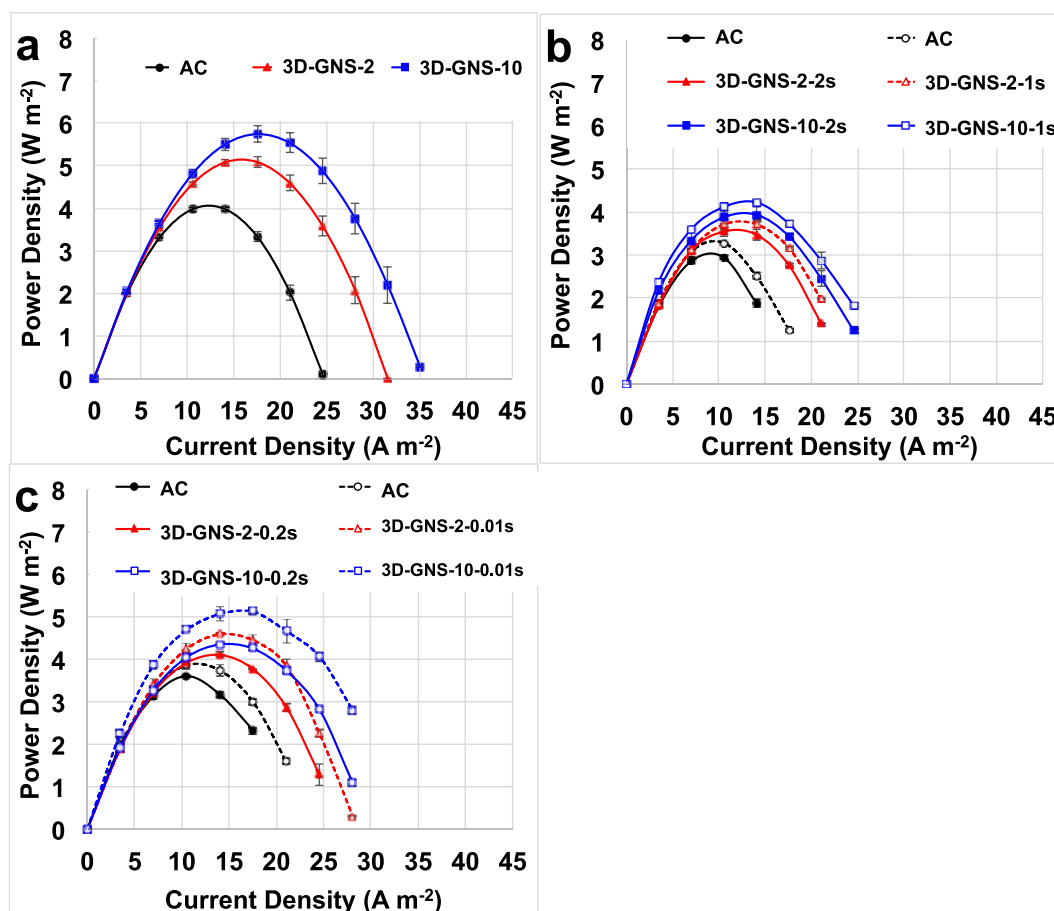 a
AC 3D-GNS-2 3D-GNS-10
8
7
6
5
4
3
2
1
0
Power Density (W m-2)
0 5 10 15 20 25 30 35 40 45
Current Density (A m-2)
b
AC AC
3D-GNS-2-2s 3D-GNS-2-1s
3D-GNS-10-2s 3D-GNS-10-1s
8
7
6
5
4
3
2
1
0
Power Density (W m-2)
0 5 10 15 20 25 30 35 40 45
Current Density (A m-2)
c
AC AC
3D-GNS-2-0.2s 3D-GNS-2-0.01s
3D-GNS-10-0.2s 3D-GNS-10-0.01s
8
7
6
5
4
3
2
1
0
Power Density (W m-2)
0 5 10 15 20 25 30 35 40 45
Current Density (A m-2)